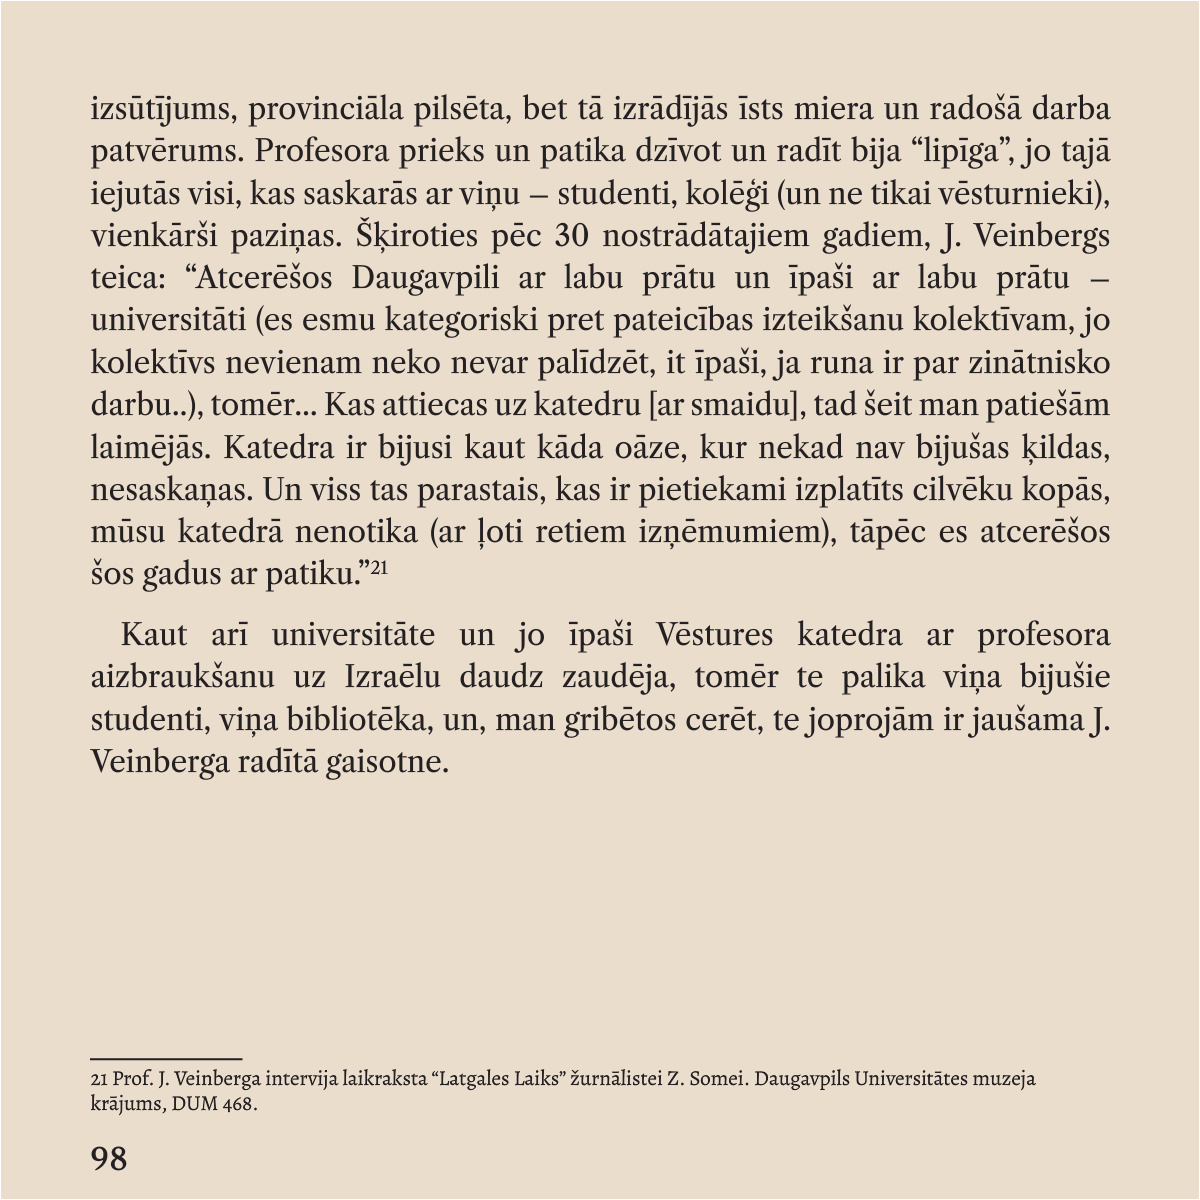 izsūtījums, provinciāla pilsēta, bet tā izrādījās īsts miera un radošā darba
patvērums. Profesora prieks un patika dzīvot un radīt bija “lipīga”, jo tajā
iejutās visi, kas saskarās ar viņu – studenti, kolēģi (un ne tikai vēsturnieki),
vienkārši paziņas. Šķiroties pēc 30 nostrādātajiem gadiem, J. Veinbergs
teica: “Atcerēšos Daugavpili ar labu prātu un īpaši ar labu prātu –
universitāti (es esmu kategoriski pret pateicības izteikšanu kolektīvam, jo
kolektīvs nevienam neko nevar palīdzēt, it īpaši, ja runa ir par zinātnisko
darbu..), tomēr... Kas attiecas uz katedru [ar smaidu], tad šeit man patiešām
laimējās. Katedra ir bijusi kaut kāda oāze, kur nekad nav bijušas ķildas,
nesaskaņas. Un viss tas parastais, kas ir pietiekami izplatīts cilvēku kopās,
mūsu katedrā nenotika (ar ļoti retiem izņēmumiem), tāpēc es atcerēšos
šos gadus ar patiku.”21
Kaut arī universitāte un jo īpaši Vēstures katedra ar profesora
aizbraukšanu uz Izraēlu daudz zaudēja, tomēr te palika viņa bijušie
studenti, viņa bibliotēka, un, man gribētos cerēt, te joprojām ir jaušama J.
Veinberga radītā gaisotne.
21 Prof. J. Veinberga intervija laikraksta “Latgales Laiks” žurnālistei Z. Somei. Daugavpils Universitātes muzeja
krājums, DUM 468.
98